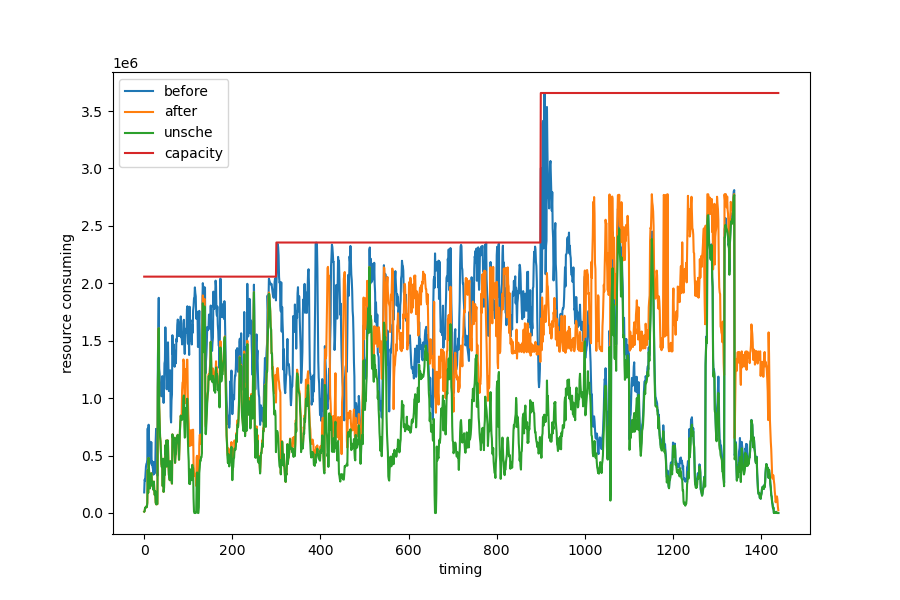 1e6
before
after
unsche
capacity
3.5
3.0
2.5
2.0
1.5
1.0
0.5
0.0
resource consuming
0 200 400 600 800 1000 1200 1400
timing